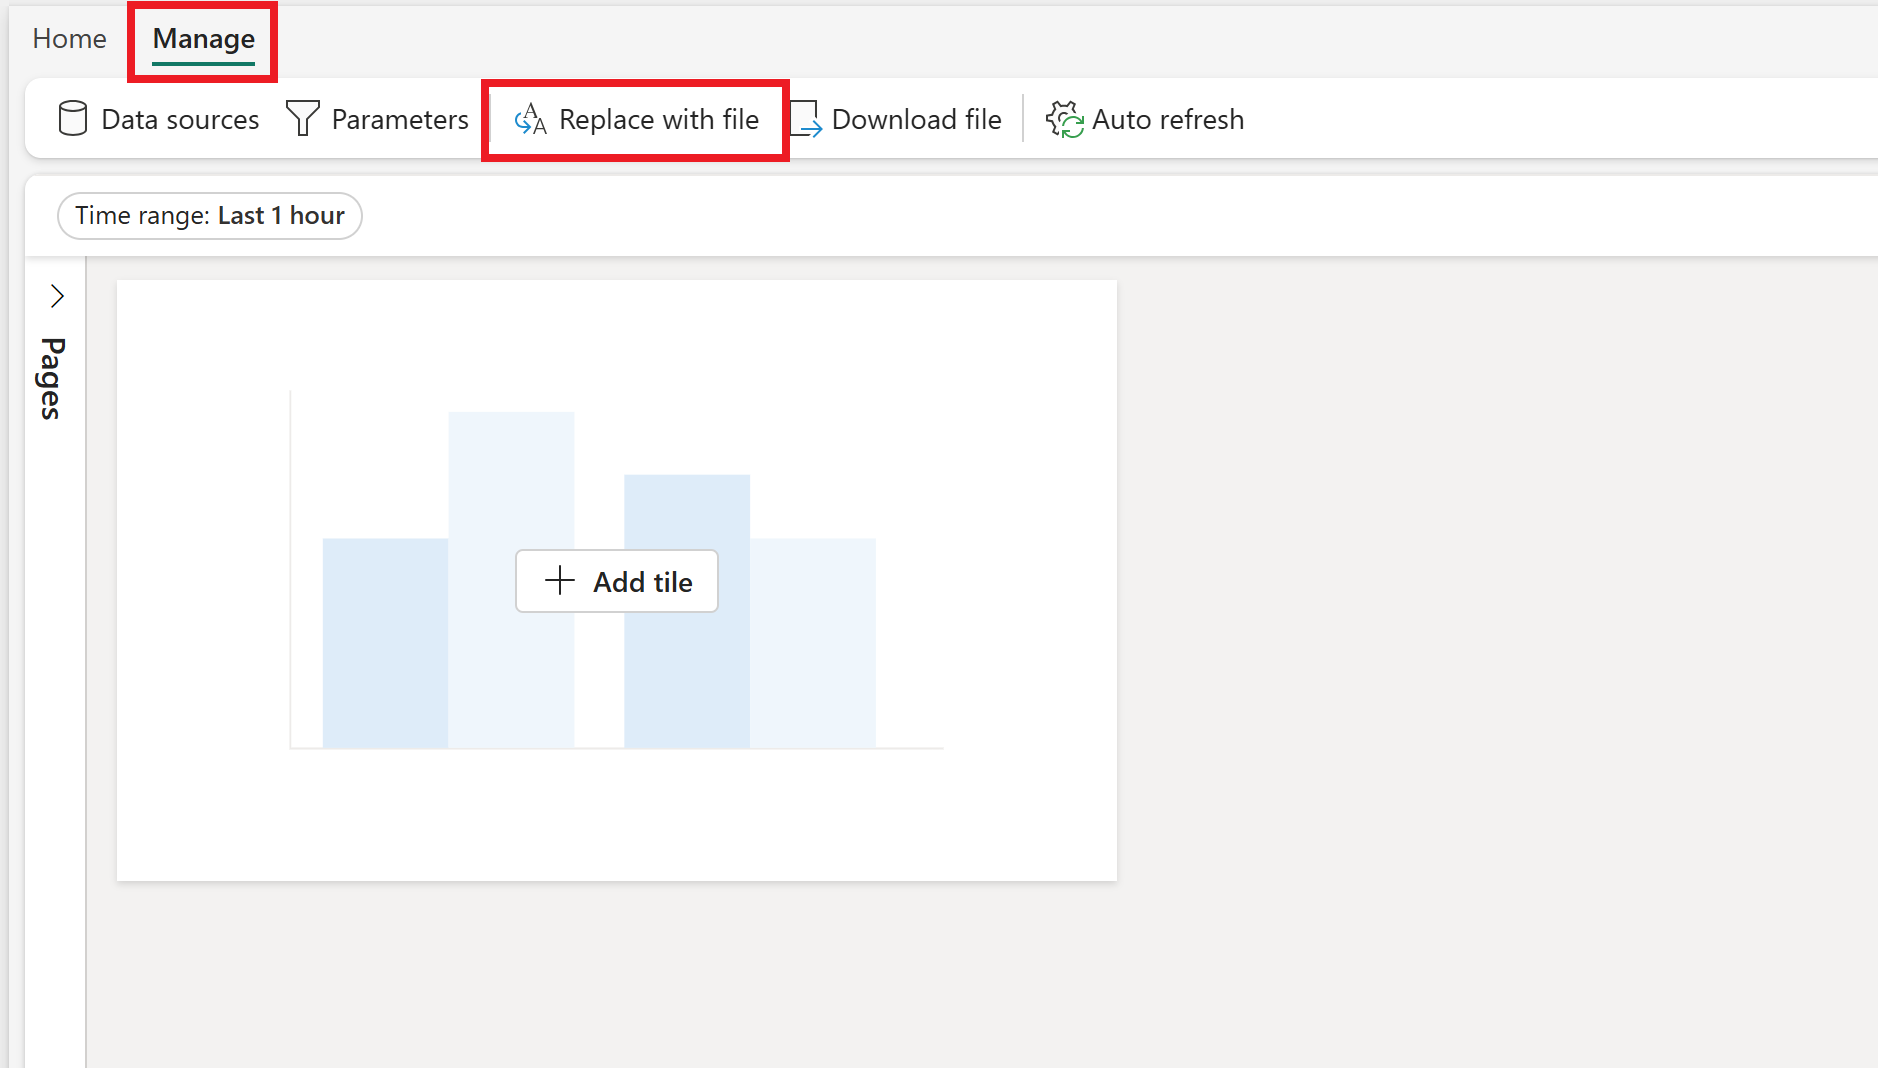 Home Manage
Data sources Parameters Replace with file Download file Auto refresh
Time range: Last 1 hour
Pages
Add tile